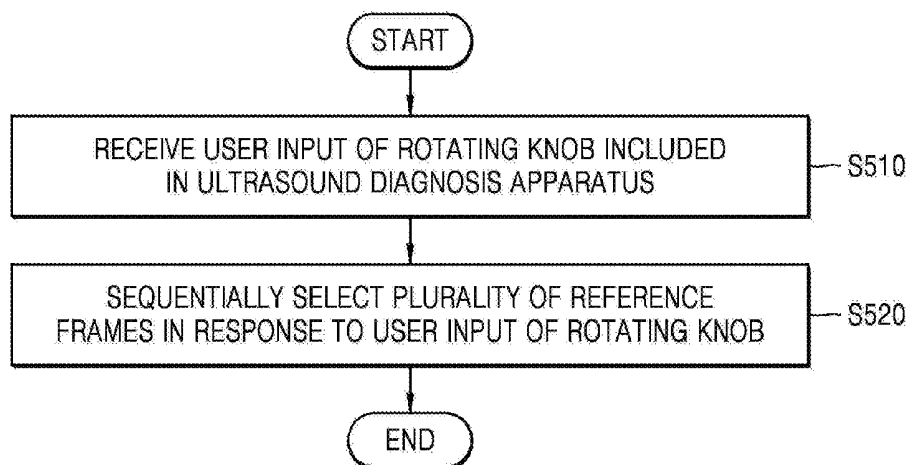 START
RECEIVE USER INPUT OF ROTATING KNOB INCLUDED
IN ULTRASOUND DIAGNOSIS APPARATUS
S510
SEQUENTIALLY SELECT PLURALITY OF REFERENCE
FRAMES IN RESPONSE TO USER INPUT OF ROTATING KNOB
S520
END